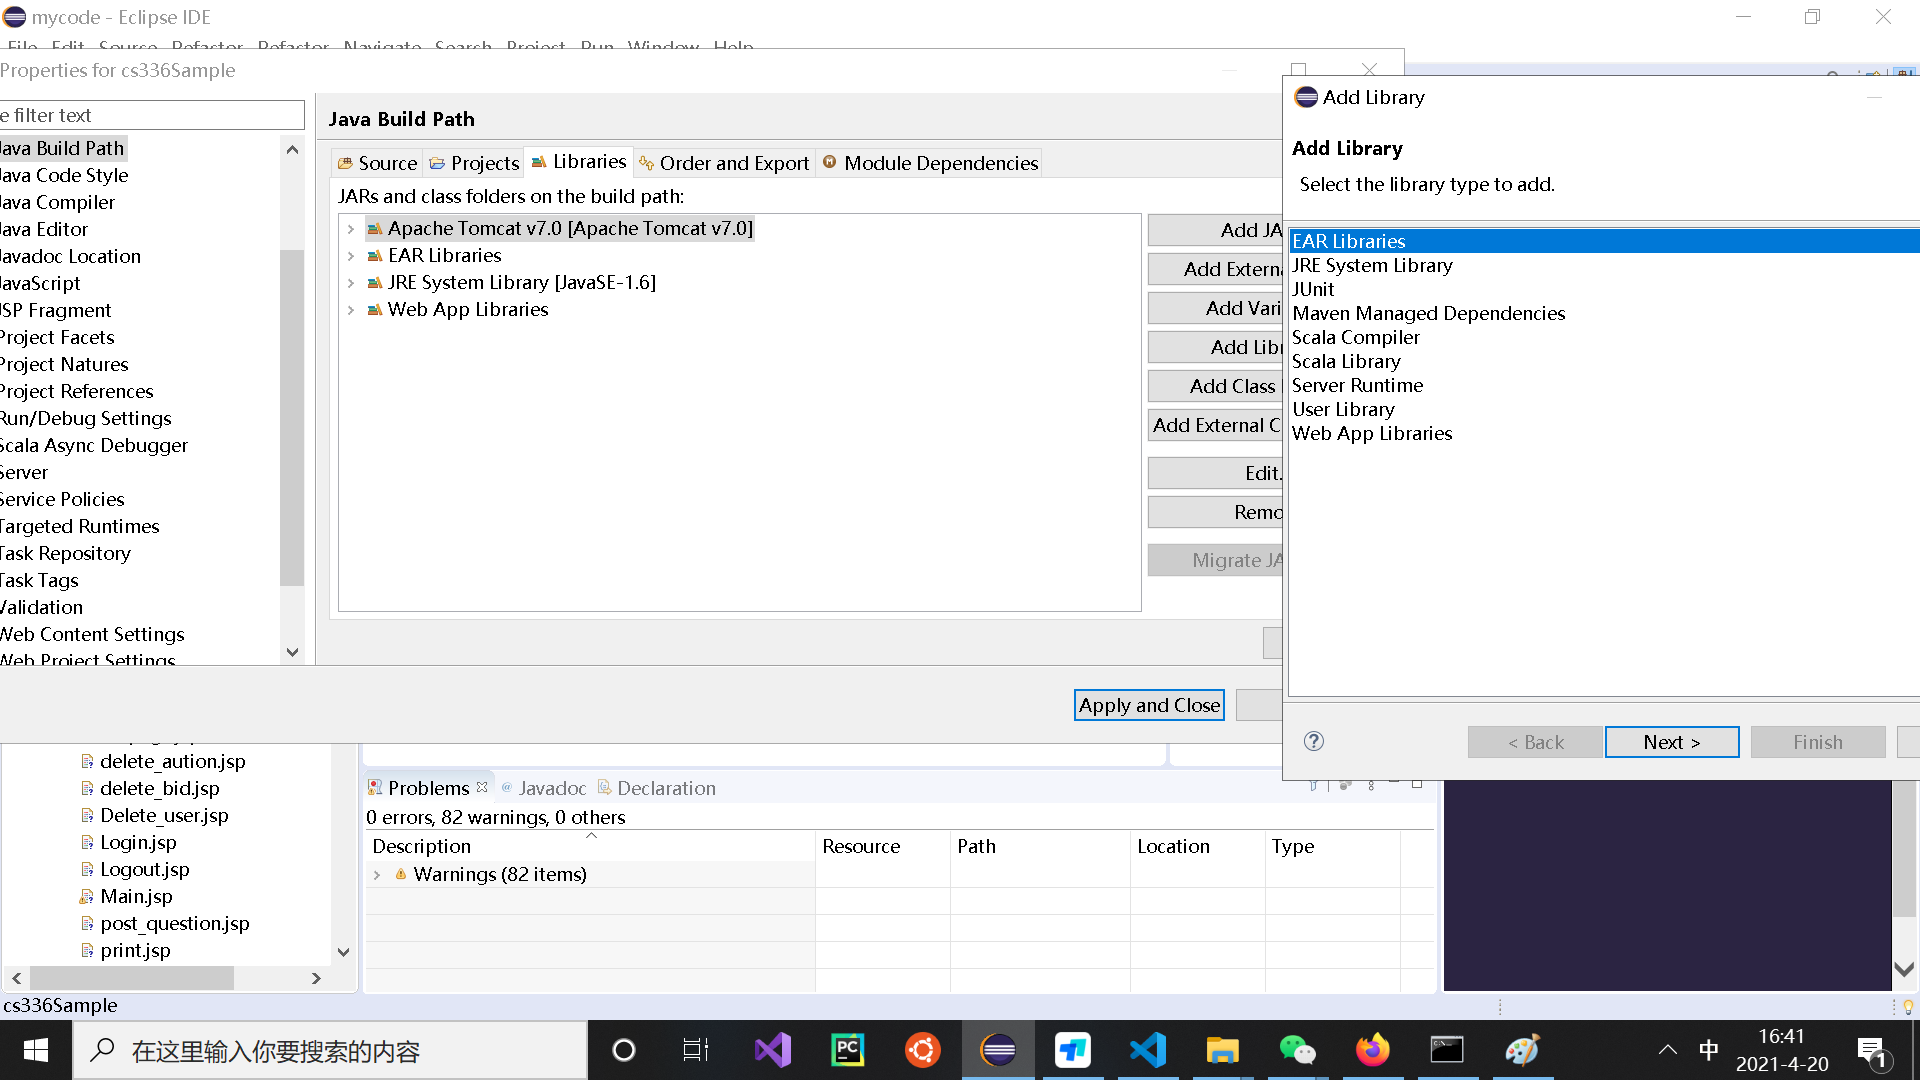 mycode - Eclipse IDE
File Edit Source Refactor Refactor Navigate Search Project Run Window Help
Properties for cs336Sample
e filter text
Java Build Path
Java Code Style
Java Compiler
Java Editor
Javadoc Location
JavaScript
JSP Fragment
Project Facets
Project Natures
Project References
Run/Debug Settings
Scala Async Debugger
Server
Service Policies
Targeted Runtimes
Task Repository
Task Tags
Validation
Web Content Settings
Web Project Settings
Java Build Path
Source Projects Libraries Order and Export Module Dependencies
JARs and class folders on the build path:
Apache Tomcat v7.0 [Apache Tomcat v7.0]
EAR Libraries
JRE System Library [JavaSE-1.6]
Web App Libraries
Add JA
Add Externa
Add Vari
Add Libr
Add Class
Add External C
Edit.
Remo
Migrate JA
Apply and Close
Add Library
Add Library
Select the library type to add.
EAR Libraries
JRE System Library
JUnit
Maven Managed Dependencies
Scala Compiler
Scala Library
Server Runtime
User Library
Web App Libraries
< Back Next > Finish
delete_aution.jsp
delete_bid.jsp
Delete_user.jsp
Login.jsp
Logout.jsp
Main.jsp
post_question.jsp
print.jsp
Problems Javadoc Declaration
0 errors, 82 warnings, 0 others
Description Resource Path Location Type
Warnings (82 items)
cs336Sample
在这里输入你要搜索的内容
PC
中
16:41
2021-4-20
1